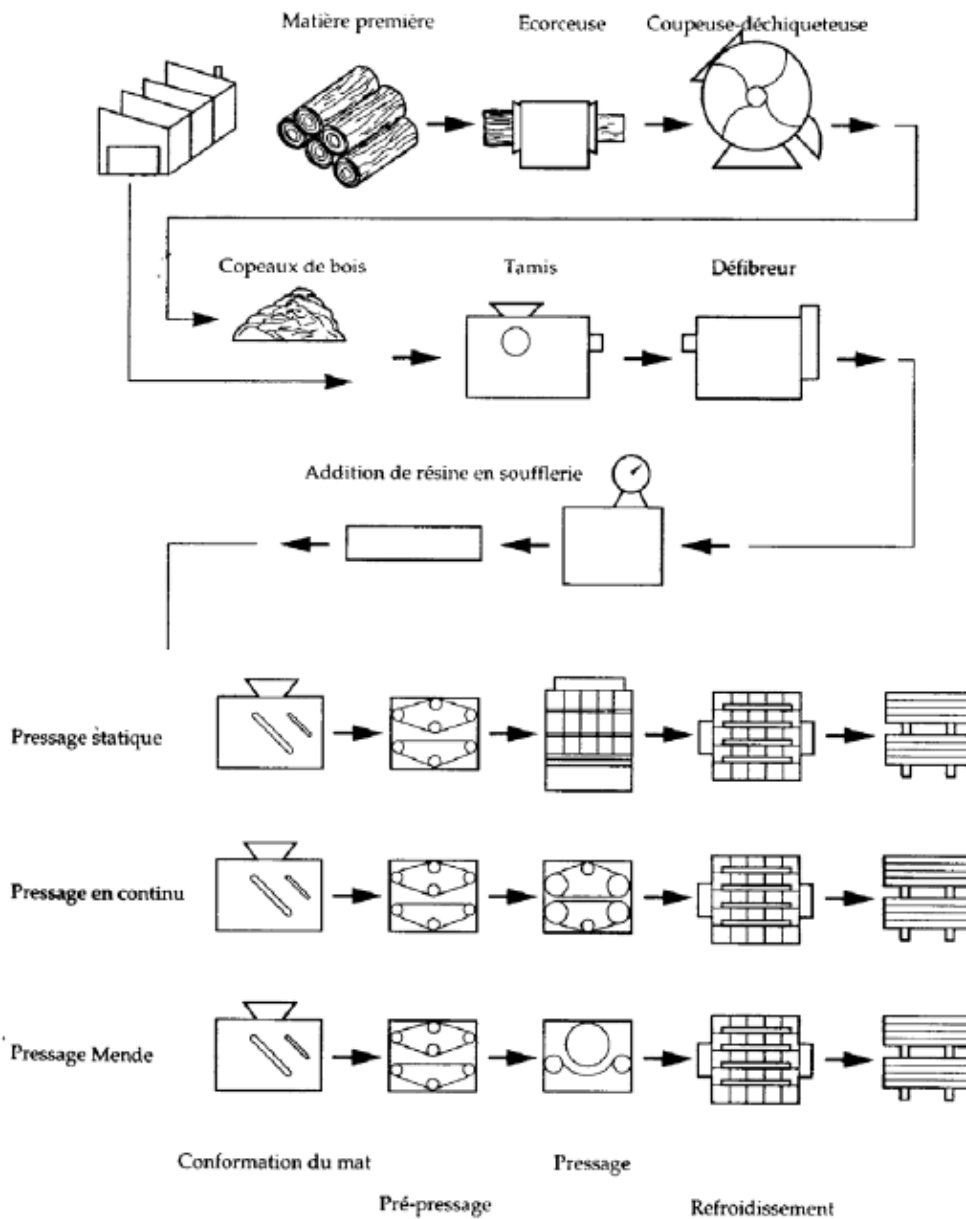 Matière première
Ecorceuse
Coupeuse-déchiqueteuse
Copeaux de bois
Tamis
Défibreur
Addition de résine en soufflerie
Pressage statique
Pressage en continu
Pressage Mende
Conformation du mat
Pressage
Pré-pressage
Refroidissement